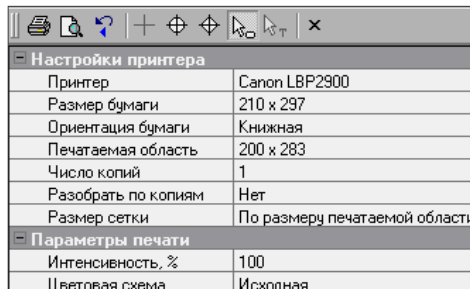 Настройки принтера
Принтер Canon LBP2900
Размер бумаги 210 x 297
Ориентация бумаги Книжная
Печатаемая область 200 x 283
Число копий 1
Разобрать по копиям Нет
Размер сетки По размеру печатаемой области
Параметры печати
Интенсивность, % 100
Цветовая схема Исходная